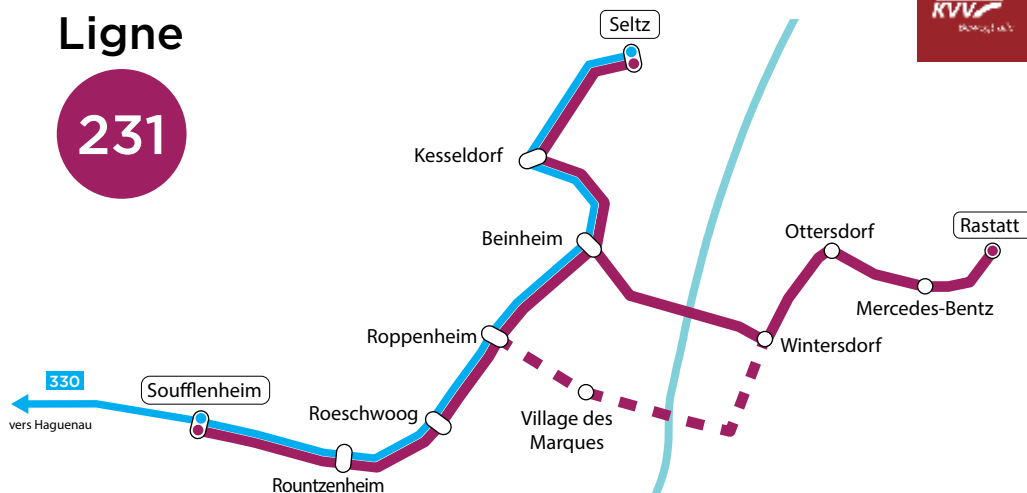 Ligne
231
KVV
Seltz
Kesseldorf
Beinheim
Ottersdorf
Rastatt
Mercedes-Bentz
Roppenheim
Wintersdorf
330
vers Haguenau
Soufflenheim
Roeschwoog
Village des
Marques
Rountzenheim